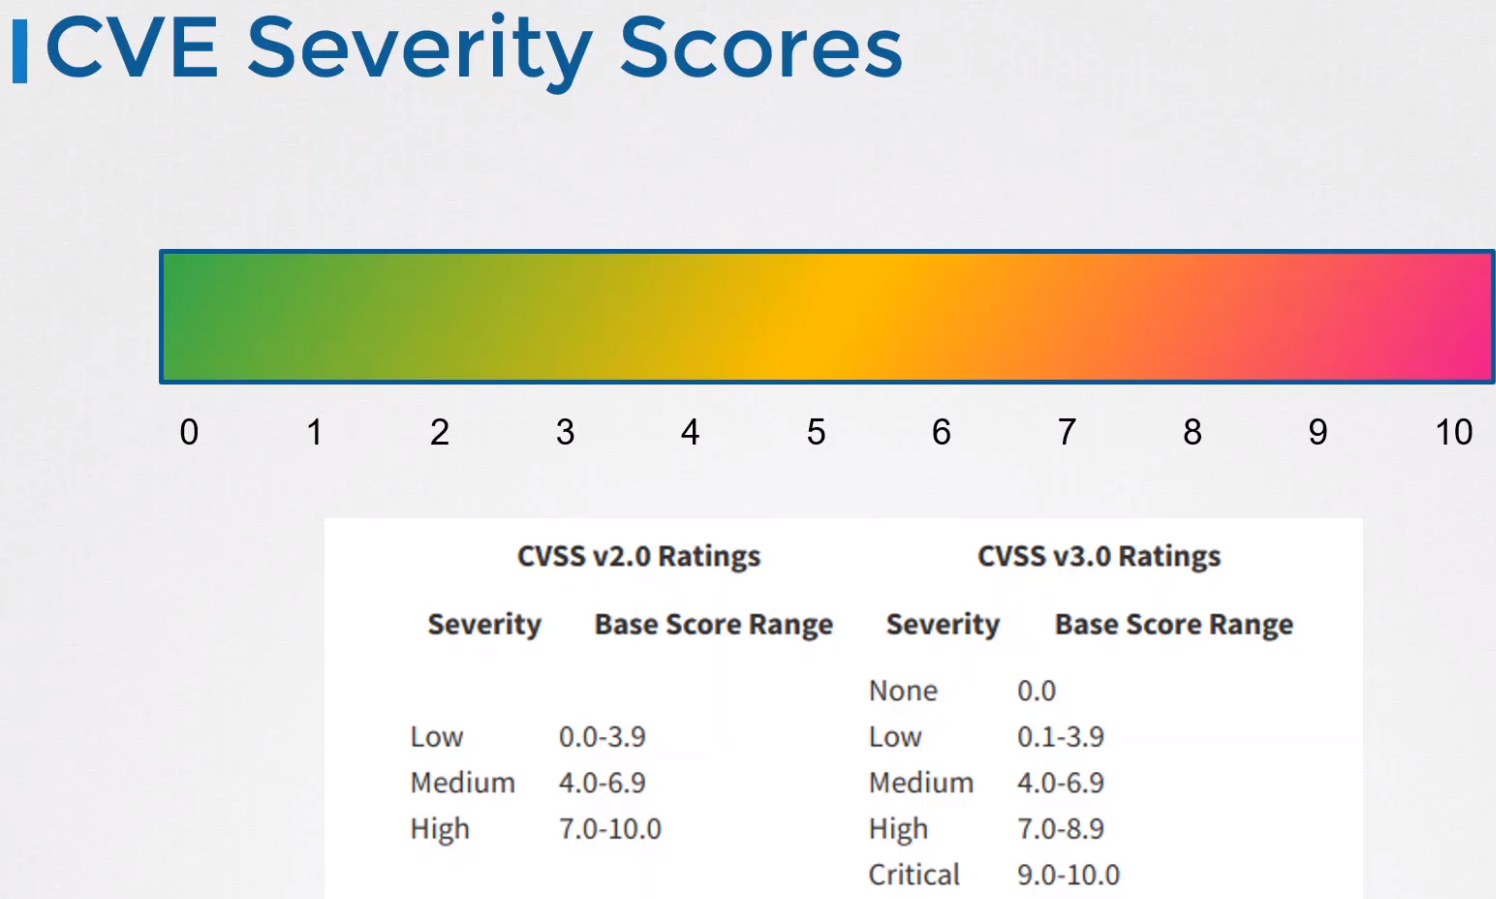 CVE Severity Scores
0 1 2 3 4 5 6 7 8 9 10
CVSS v2.0 Ratings CVSS v3.0 Ratings
Severity Base Score Range Severity Base Score Range
None 0.0
Low 0.0-3.9 Low 0.1-3.9
Medium 4.0-6.9 Medium 4.0-6.9
High 7.0-10.0 High 7.0-8.9
Critical 9.0-10.0